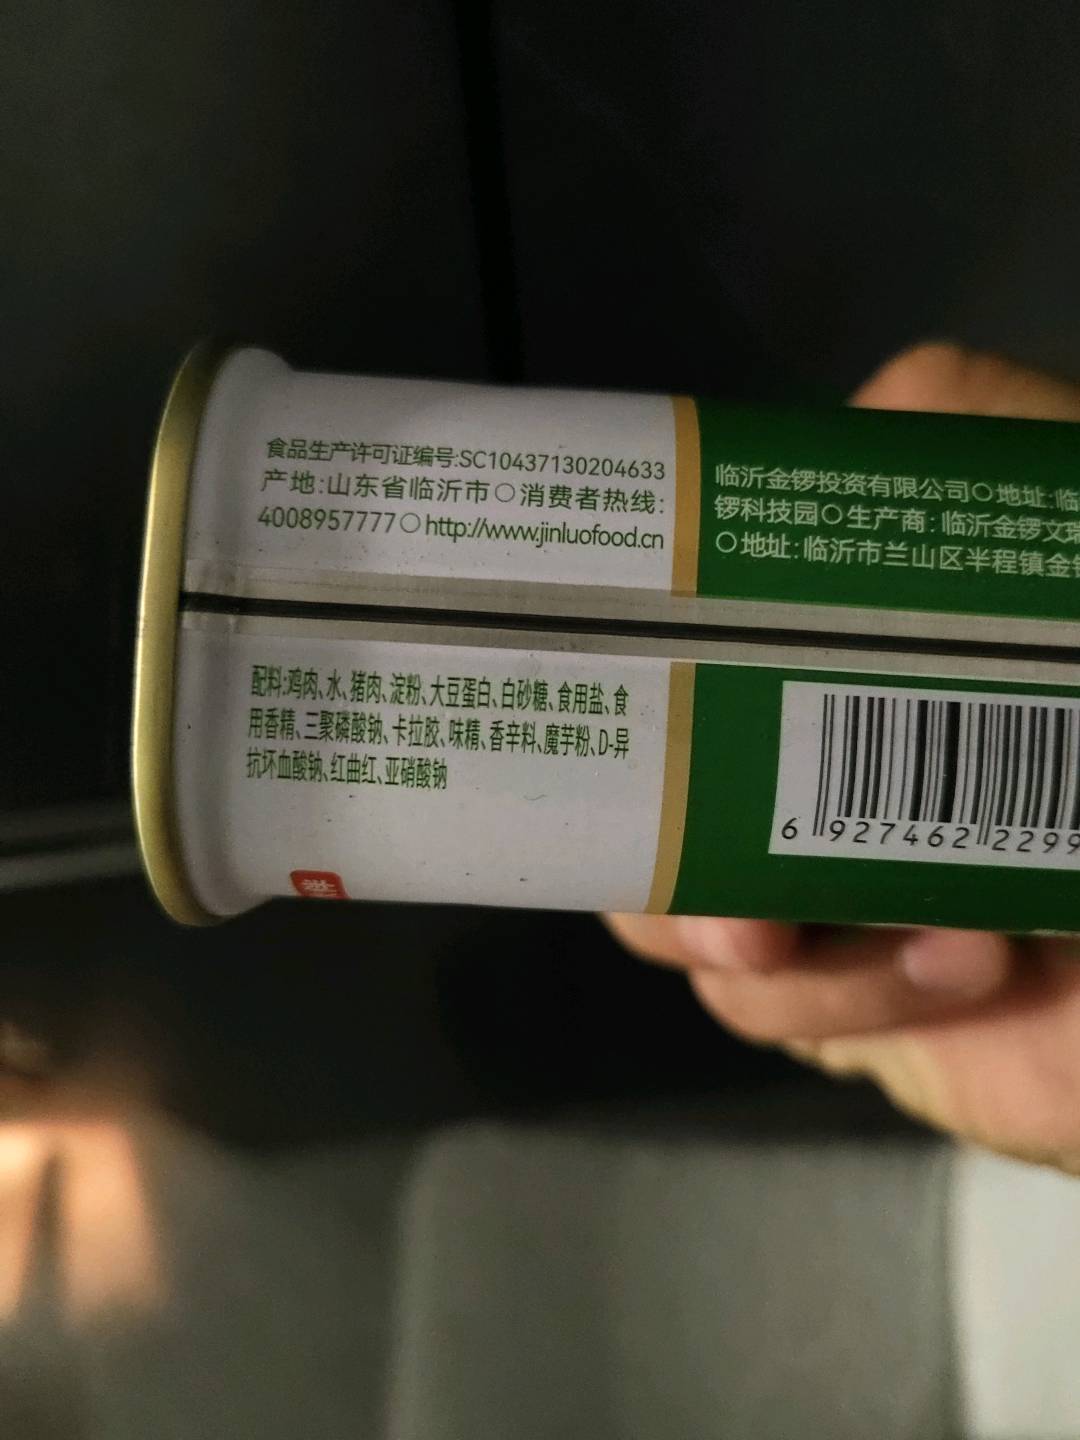 食品生产许可证编号:SC10437130204633
产地:山东省临沂市○消费者热线:
4008957777○http://www.jinluofood.cn
临沂金锣投资有限公司○地址:临
锣科技园○生产商:临沂金锣文瑞
○地址:临沂市兰山区半程镇金锣
配料:鸡肉、水、猪肉、淀粉、大豆蛋白、白砂糖、食用盐、食
用香精、三聚磷酸钠、卡拉胶、味精、香辛料、魔芋粉、D-异
抗坏血酸钠、红曲红、亚硝酸钠
6 927462 2299